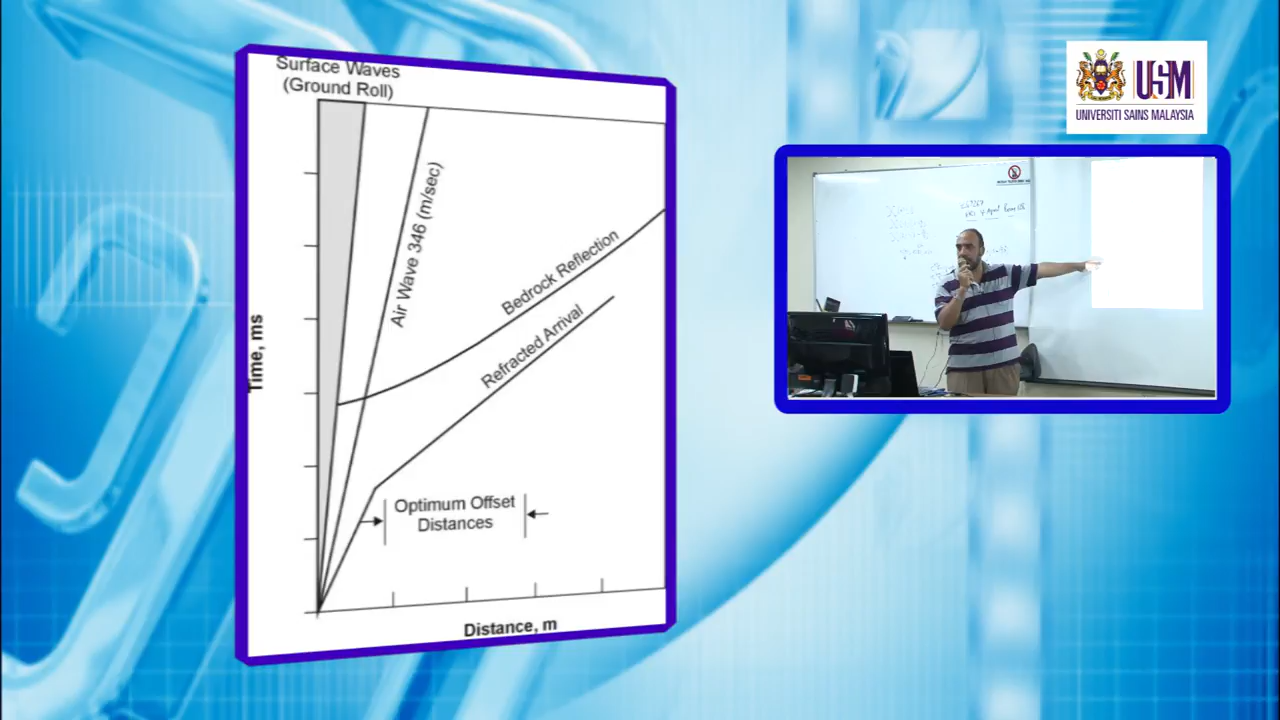 Surface Waves
(Ground Roll)
Air Wave 346 (m/sec)
Bedrock Reflection
Refracted Arrival
Optimum Offset
Distances
Time, ms
Distance, m
USM
UNIVERSITI SAINS MALAYSIA